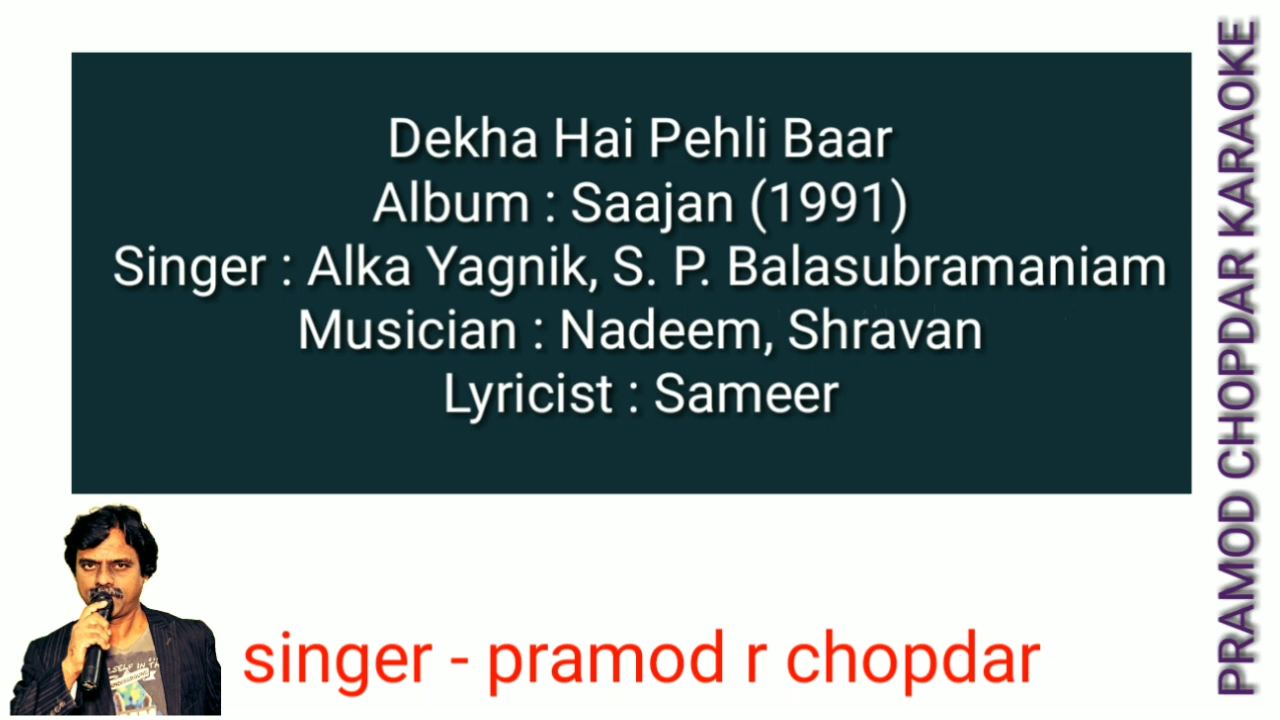 Dekha Hai Pehli Baar
Album : Saajan (1991)
Singer : Alka Yagnik, S. P. Balasubramaniam
Musician : Nadeem, Shravan
Lyricist : Sameer
singer - pramod r chopdar
PRAMOD CHOPDAR KARAOKE